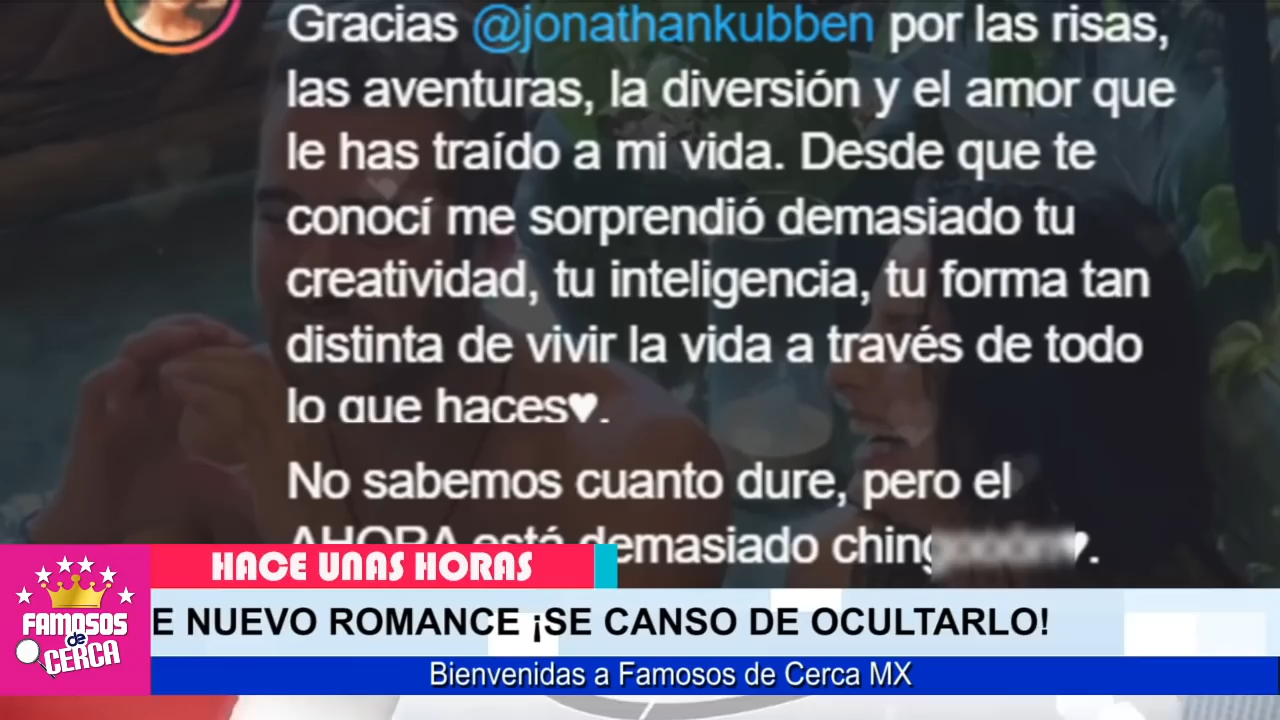 Gracias @jonathankubben por las risas,
las aventuras, la diversión y el amor que
le has traído a mi vida. Desde que te
conocí me sorprendió demasiado tu
creatividad, tu inteligencia, tu forma tan
distinta de vivir la vida a través de todo
lo que haces♥.
No sabemos cuanto dure, pero el
AHORA está demasiado ♥.
HACE UNAS HORAS
E NUEVO ROMANCE ¡SE CANSO DE OCULTARLO!
FAMOSOS
de
CERCA
Bienvenidas a Famosos de Cerca MX